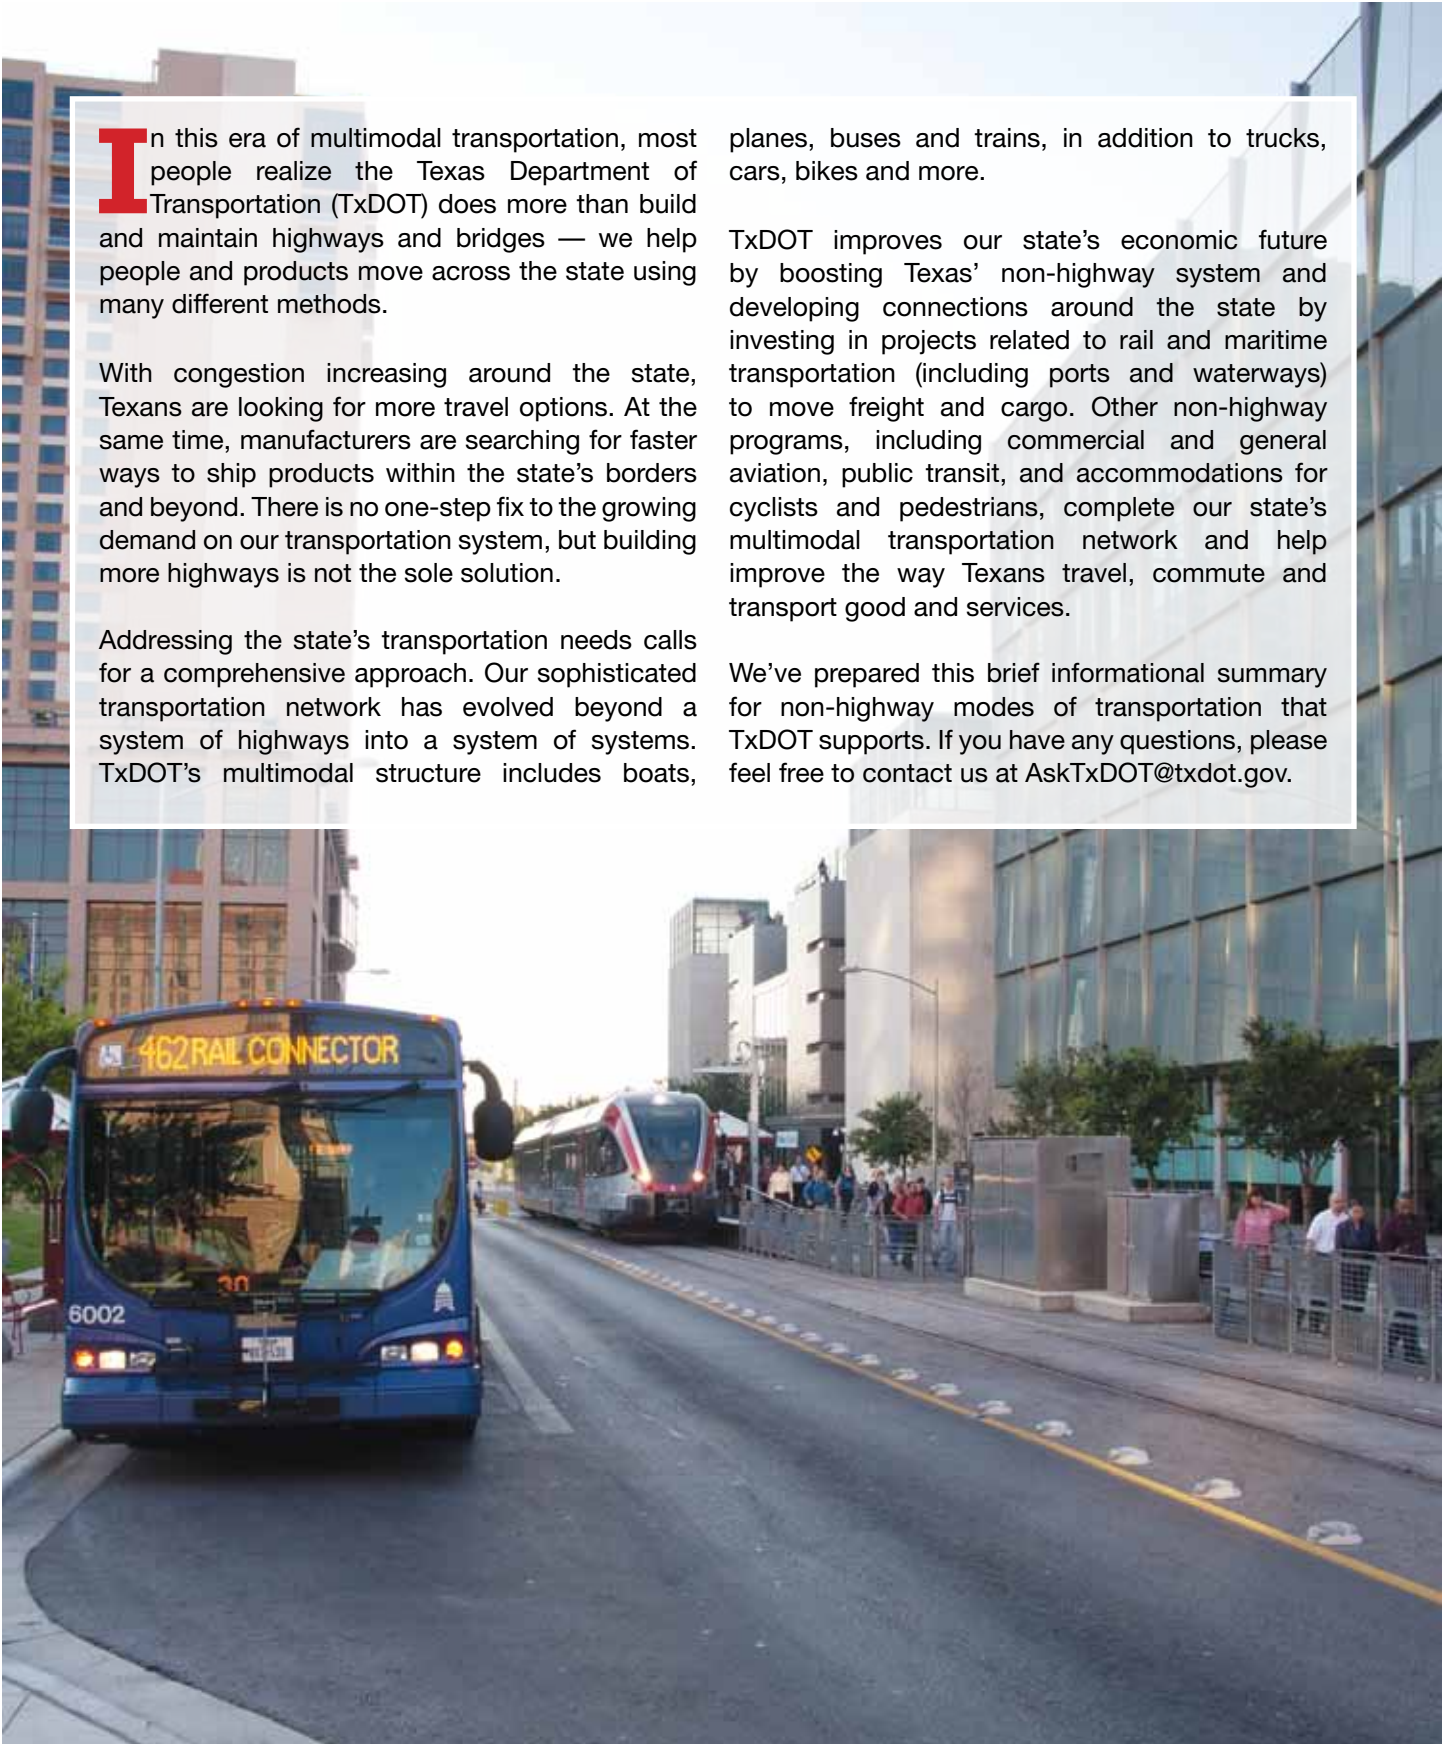 In this era of multimodal transportation, most
people realize the Texas Department of
Transportation (TxDOT) does more than build
and maintain highways and bridges — we help
people and products move across the state using
many different methods.
With congestion increasing around the state,
Texans are looking for more travel options. At the
same time, manufacturers are searching for faster
ways to ship products within the state's borders
and beyond. There is no one-step fix to the growing
demand on our transportation system, but building
more highways is not the sole solution.
Addressing the state's transportation needs calls
for a comprehensive approach. Our sophisticated
transportation network has evolved beyond a
system of highways into a system of systems.
TxDOT's multimodal structure includes boats,
planes, buses and trains, in addition to trucks,
cars, bikes and more.
TxDOT improves our state's economic future
by boosting Texas' non-highway system and
developing connections around the state by
investing in projects related to rail and maritime
transportation (including ports and waterways)
to move freight and cargo. Other non-highway
programs, including commercial and general
aviation, public transit, and accommodations for
cyclists and pedestrians, complete our state's
multimodal transportation network and help
improve the way Texans travel, commute and
transport good and services.
We've prepared this brief informational summary
for non-highway modes of transportation that
TxDOT supports. If you have any questions, please
feel free to contact us at AskTxDOT@txdot.gov.
462 RAIL CONNECTOR
30
6002